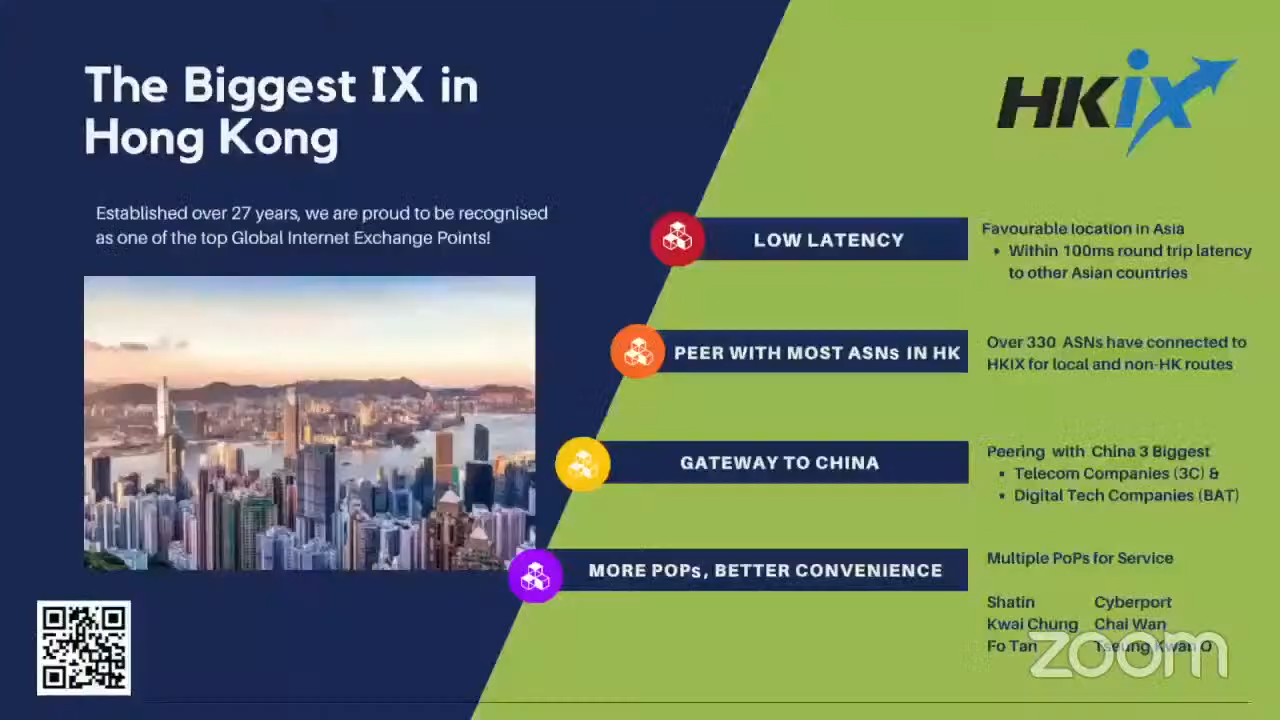 The Biggest IX in
Hong Kong
HKiX
Established over 27 years, we are proud to be recognised
as one of the top Global Internet Exchange Points!
LOW LATENCY
Favourable location in Asia
• Within 100ms round trip latency
to other Asian countries
PEER WITH MOST ASNs IN HK
Over 330 ASNs have connected to
HKIX for local and non-HK routes
GATEWAY TO CHINA
Peering with China 3 Biggest
• Telecom Companies (3C) &
• Digital Tech Companies (BAT)
MORE POPs, BETTER CONVENIENCE
Multiple PoPs for Service
Shatin Cyberport
Kwai Chung Chai Wan
Fo Tan Tseung Kwan O
zoom